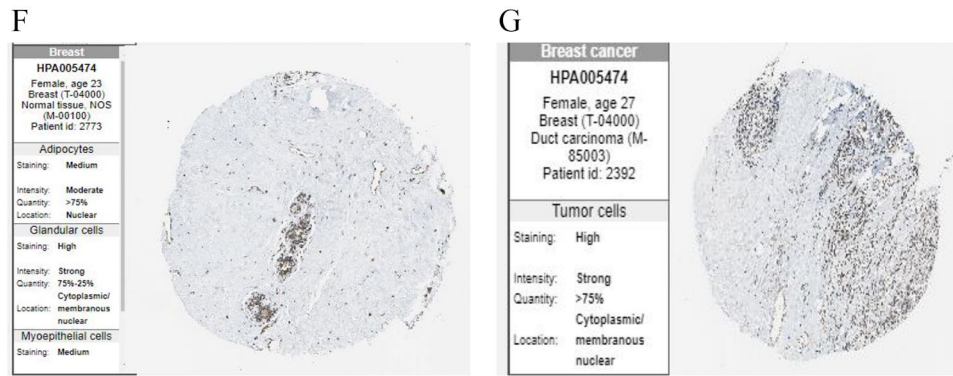 F
Breast
HPA005474
Female, age 23
Breast (T-04000)
Normal tissue, NOS
(M-00100)
Patient id: 2773
Adipocytes
Staining: Medium
Intensity: Moderate
Quantity: >75%
Location: Nuclear
Glandular cells
Staining: High
Intensity: Strong
Quantity: 75%-25%
Cytoplasmic/
Location: membranous
nuclear
Myoepithelial cells
Staining: Medium
G
Breast cancer
HPA005474
Female, age 27
Breast (T-04000)
Duct carcinoma (M-
85003)
Patient id: 2392
Tumor cells
Staining: High
Intensity: Strong
Quantity: >75%
Cytoplasmic/
Location: membranous
nuclear